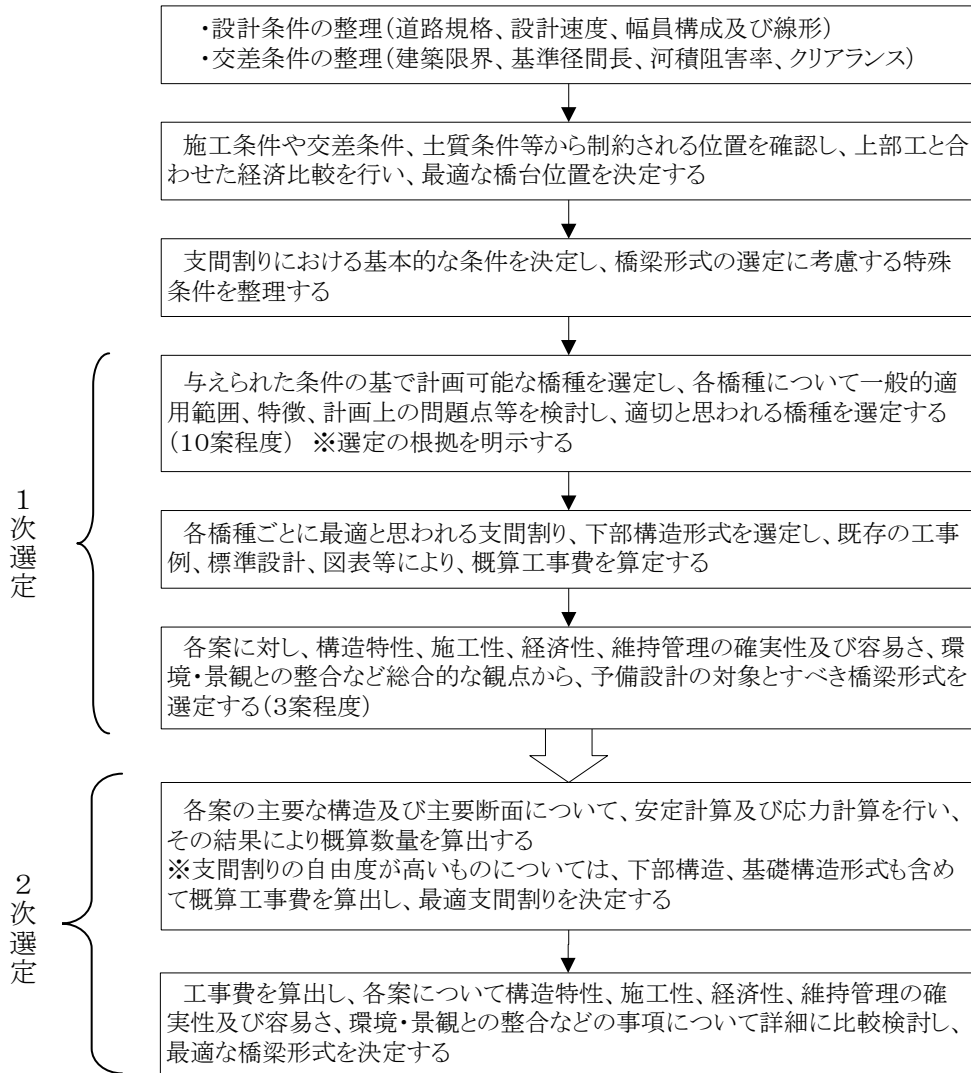 ・設計条件の整理(道路規格、設計速度、幅員構成及び線形)
・交差条件の整理(建築限界、基準径間長、河積阻害率、クリアランス)
施工条件や交差条件、土質条件等から制約される位置を確認し、上部工と合
わせた経済比較を行い、最適な橋台位置を決定する
支間割りにおける基本的な条件を決定し、橋梁形式の選定に考慮する特殊
条件を整理する
1次選定
与えられた条件の基で計画可能な橋種を選定し、各橋種について一般的適
用範囲、特徴、計画上の問題点等を検討し、適切と思われる橋種を選定する
(10案程度) ※選定の根拠を明示する
各橋種ごとに最適と思われる支間割り、下部構造形式を選定し、既存の工事
例、標準設計、図表等により、概算工事費を算定する
各案に対し、構造特性、施工性、経済性、維持管理の確実性及び容易さ、環
境・景観との整合など総合的な観点から、予備設計の対象とすべき橋梁形式を
選定する(3案程度)
2次選定
各案の主要な構造及び主要断面について、安定計算及び応力計算を行い、
その結果により概算数量を算出する
※支間割りの自由度が高いものについては、下部構造、基礎構造形式も含め
て概算工事費を算出し、最適支間割りを決定する
工事費を算出し、各案について構造特性、施工性、経済性、維持管理の確
実性及び容易さ、環境・景観との整合などの事項について詳細に比較検討し、
最適な橋梁形式を決定する